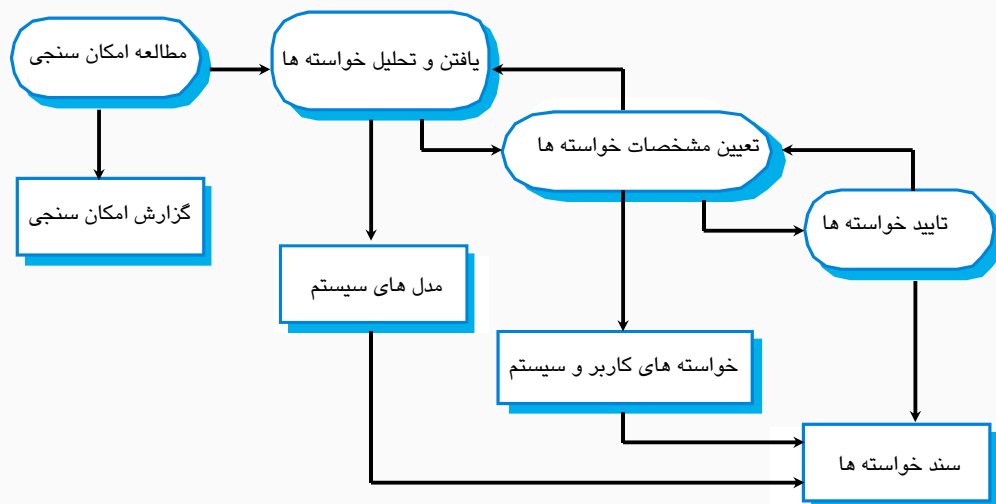 مطالعه امکان سنجی
یافتن و تحلیل خواسته ها
تعیین مشخصات خواسته ها
تایید خواسته ها
گزارش امکان سنجی
مدل های سیستم
خواسته های کاربر و سیستم
سند خواسته ها